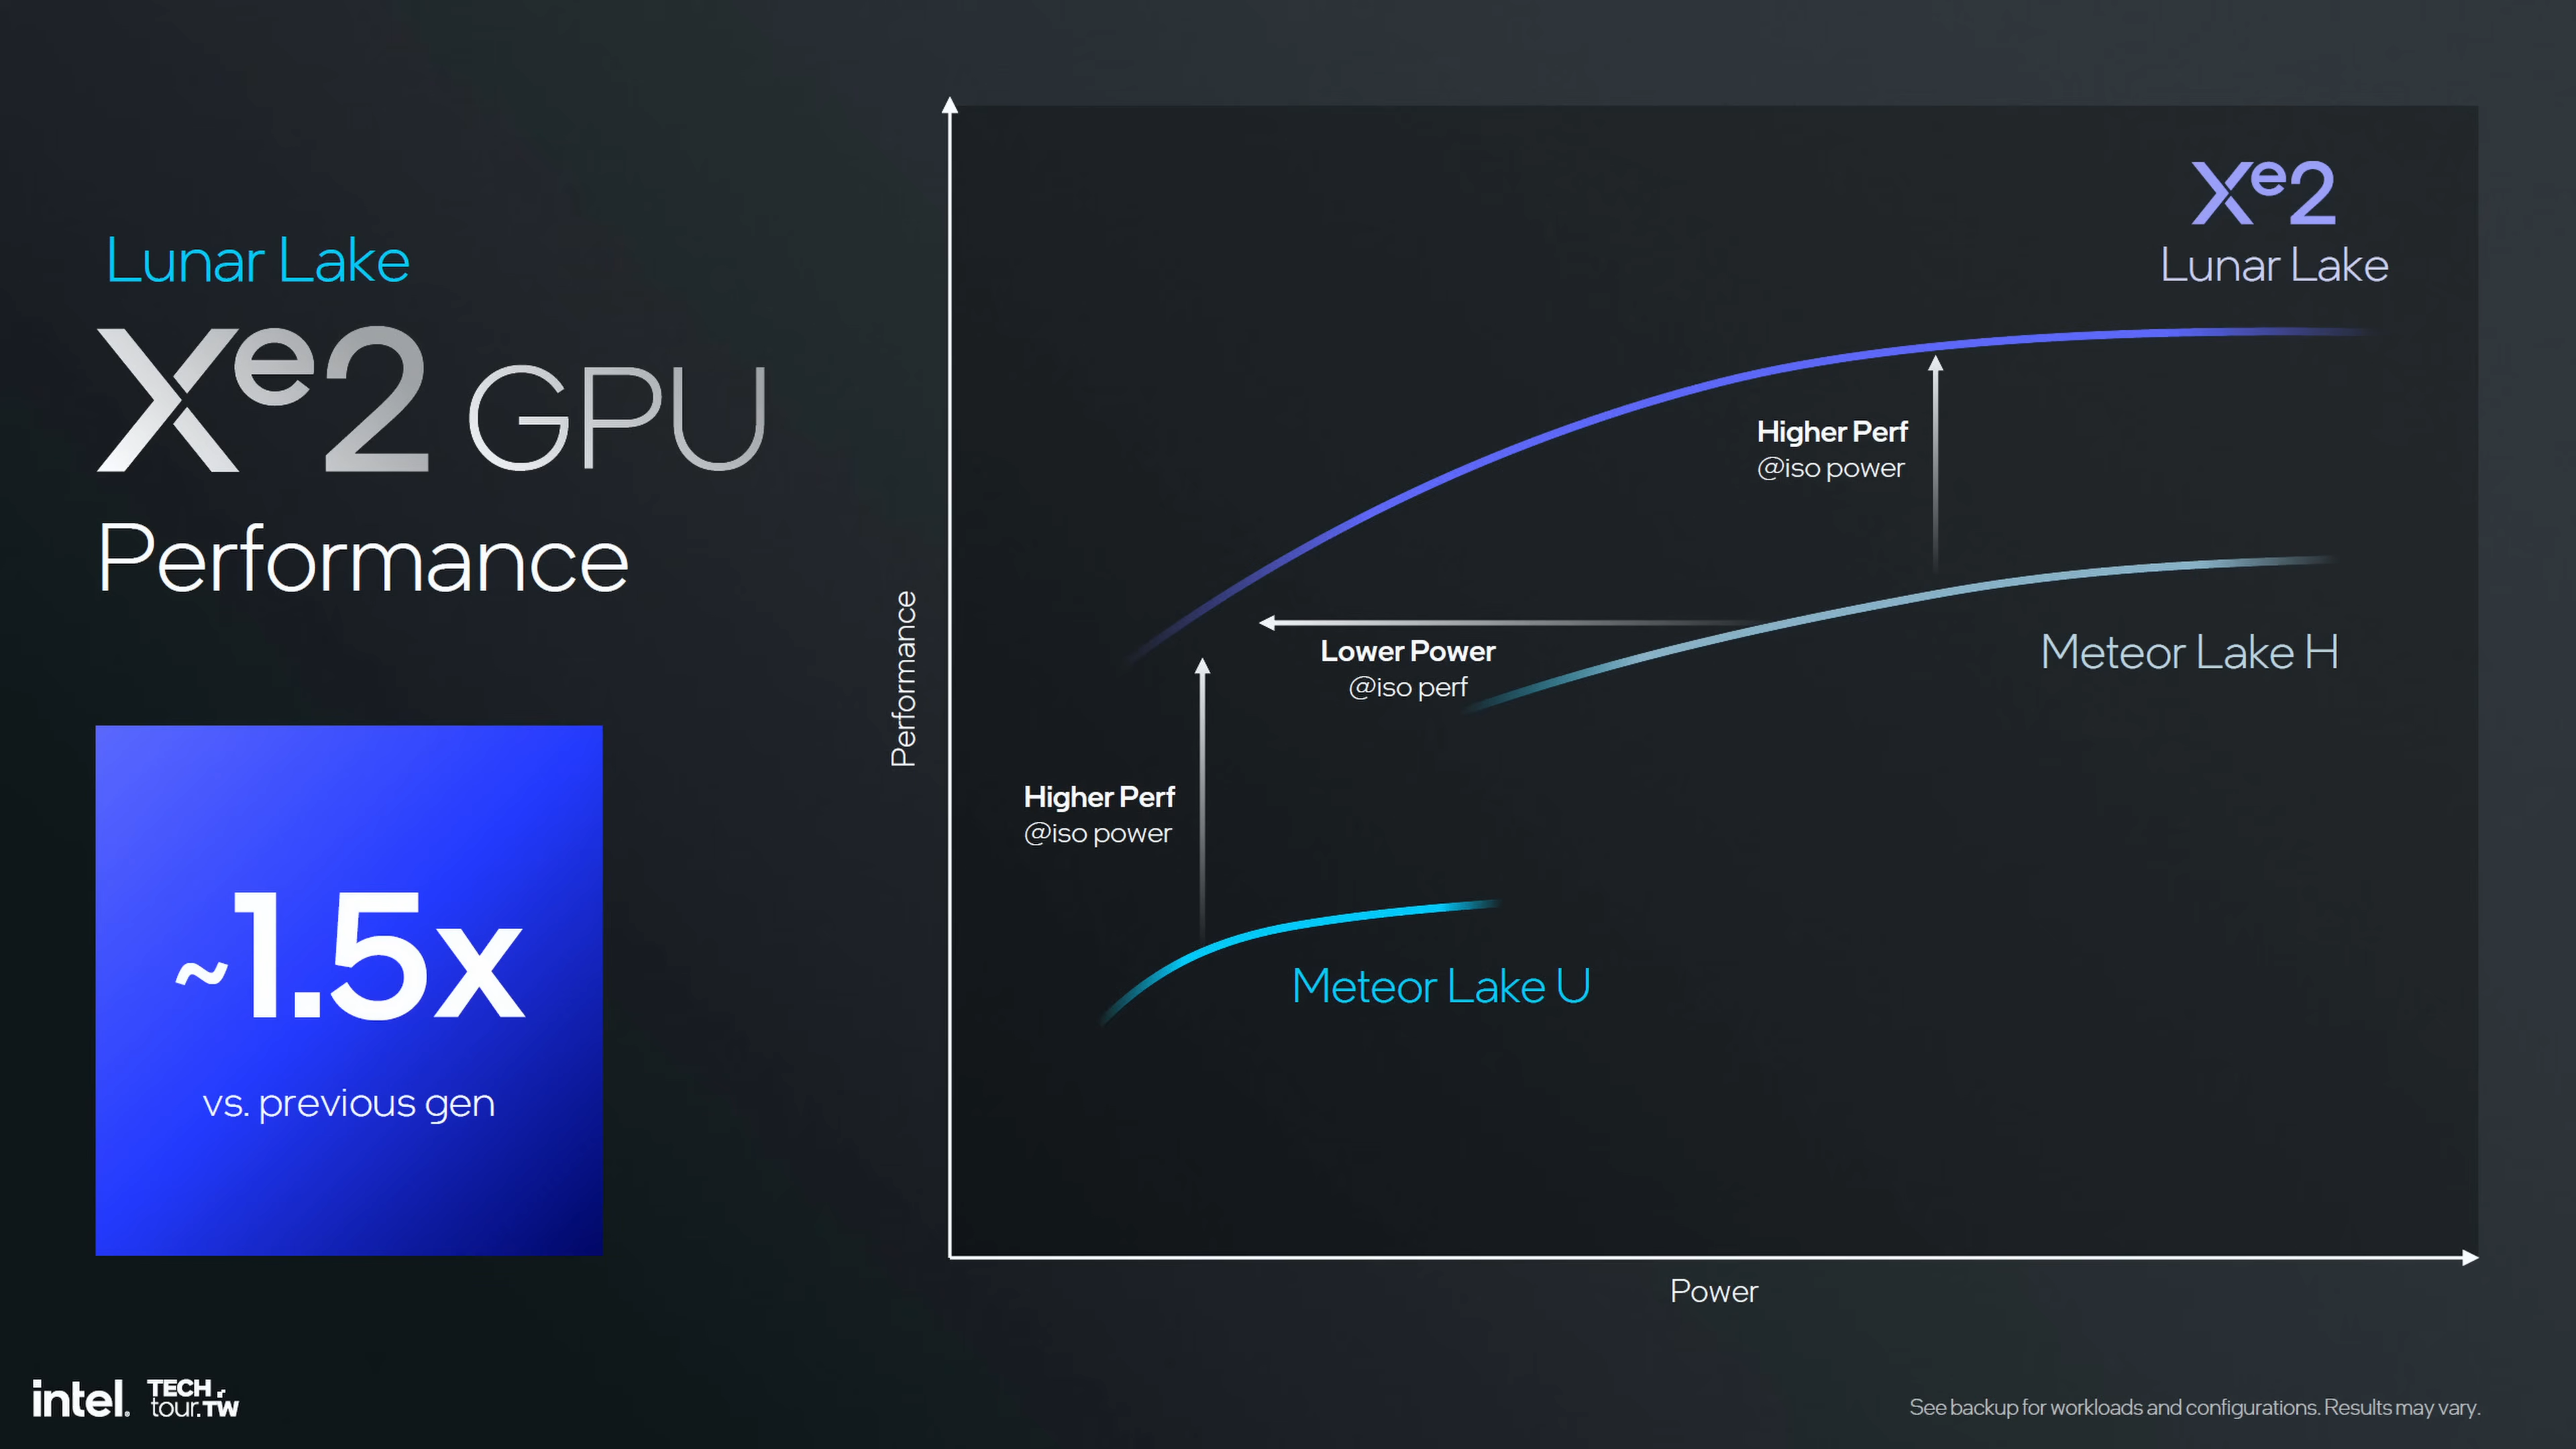 Lunar Lake
Xe2 GPU
Performance
~1.5x
vs. previous gen
Performance
Xe2
Lunar Lake
Higher Perf
@iso power
Lower Power
@iso perf
Meteor Lake H
Higher Perf
@iso power
Meteor Lake U
Power
intel.
TECH
tour.TW
See backup for workloads and configurations. Results may vary.